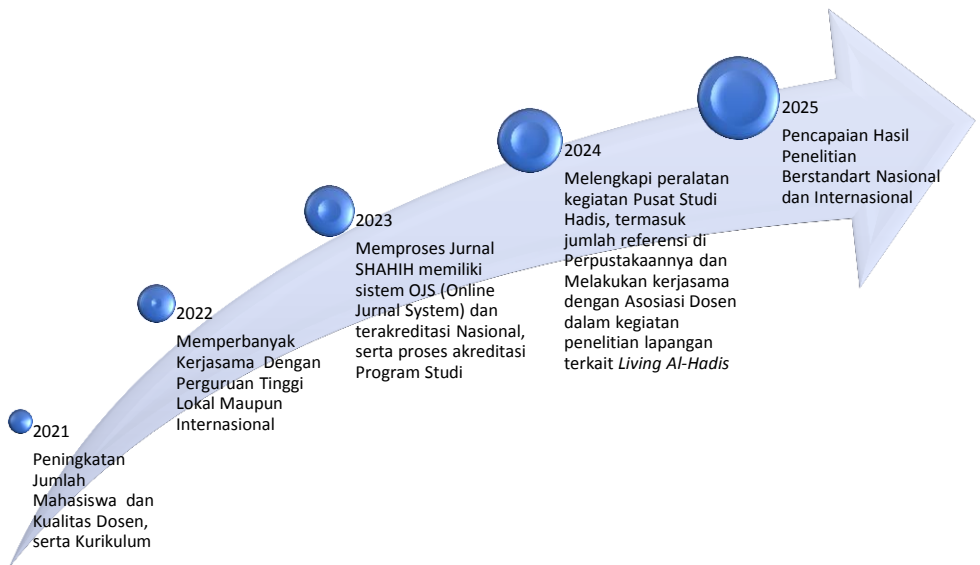 2021
Peningkatan
Jumlah
Mahasiswa dan
Kualitas Dosen,
serta Kurikulum
2022
Memperbanyak
Kerjasama Dengan
Perguruan Tinggi
Lokal Maupun
Internasional
2023
Memproses Jurnal
SHAHIH memiliki
sistem OJS (Online
Jurnal System) dan
terakreditasi Nasional,
serta proses akreditasi
Program Studi
2024
Melengkapi peralatan
kegiatan Pusat Studi
Hadis, termasuk
jumlah referensi di
Perpustakaannya dan
Melakukan kerjasama
dengan Asosiasi Dosen
dalam kegiatan
penelitian lapangan
terkait Living Al-Hadis
2025
Pencapaian Hasil
Penelitian
Berstandart Nasional
dan Internasional